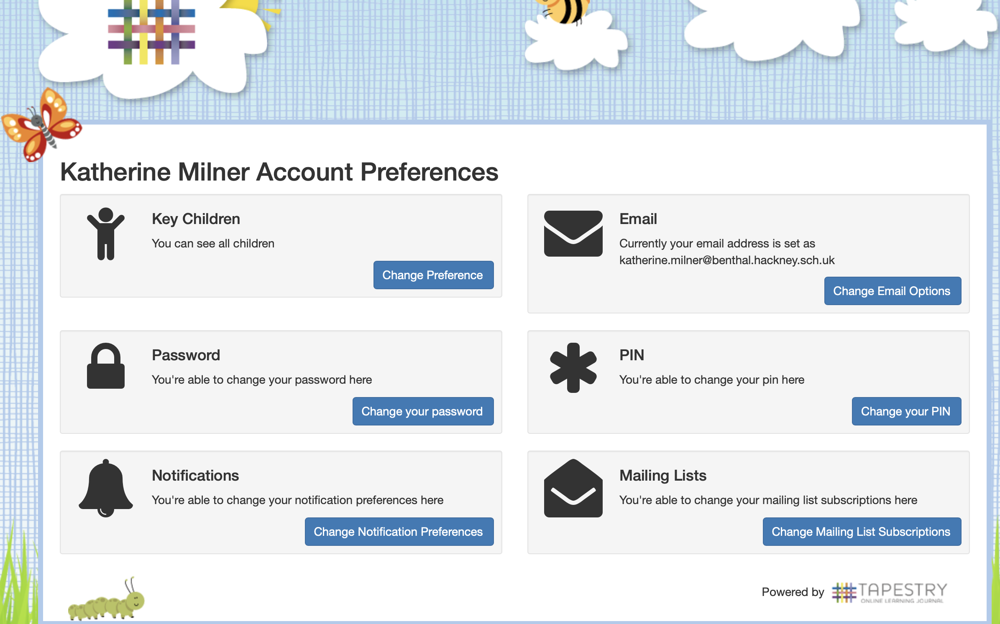 Katherine Milner Account Preferences
Key Children
You can see all children
Change Preference
Email
Currently your email address is set as
katherine.milner@benthal.hackney.sch.uk
Change Email Options
Password
You're able to change your password here
Change your password
PIN
You're able to change your pin here
Change your PIN
Notifications
You're able to change your notification preferences here
Change Notification Preferences
Mailing Lists
You're able to change your mailing list subscriptions here
Change Mailing List Subscriptions
Powered by TAPESTRY
ONLINE LEARNING JOURNAL